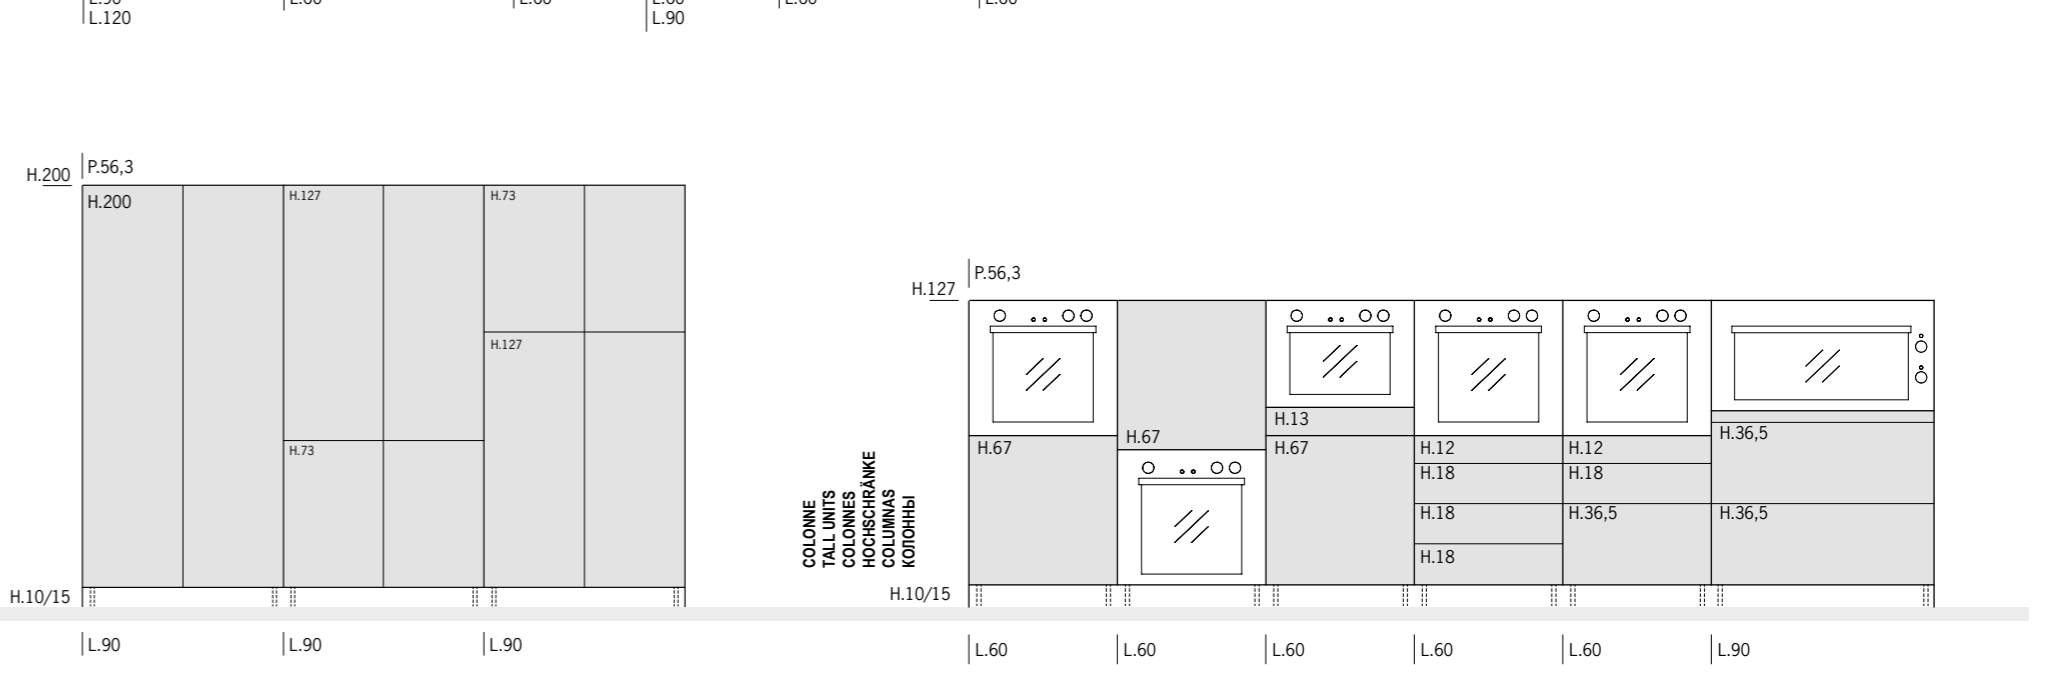 L.120
L.90
P.56,3
H.200
H.200
H.127
H.73
H.127
H.73
H.10/15
L.90
L.90
L.90
COLONNE
TALL UNITS
COLONNES
HOCHSCHRÄNKE
COLUMNAS
КОЛОННЫ
P.56,3
H.127
H.67
H.67
H.13
H.67
H.12
H.18
H.18
H.18
H.12
H.18
H.36,5
H.36,5
H.36,5
H.10/15
L.60
L.60
L.60
L.60
L.60
L.90